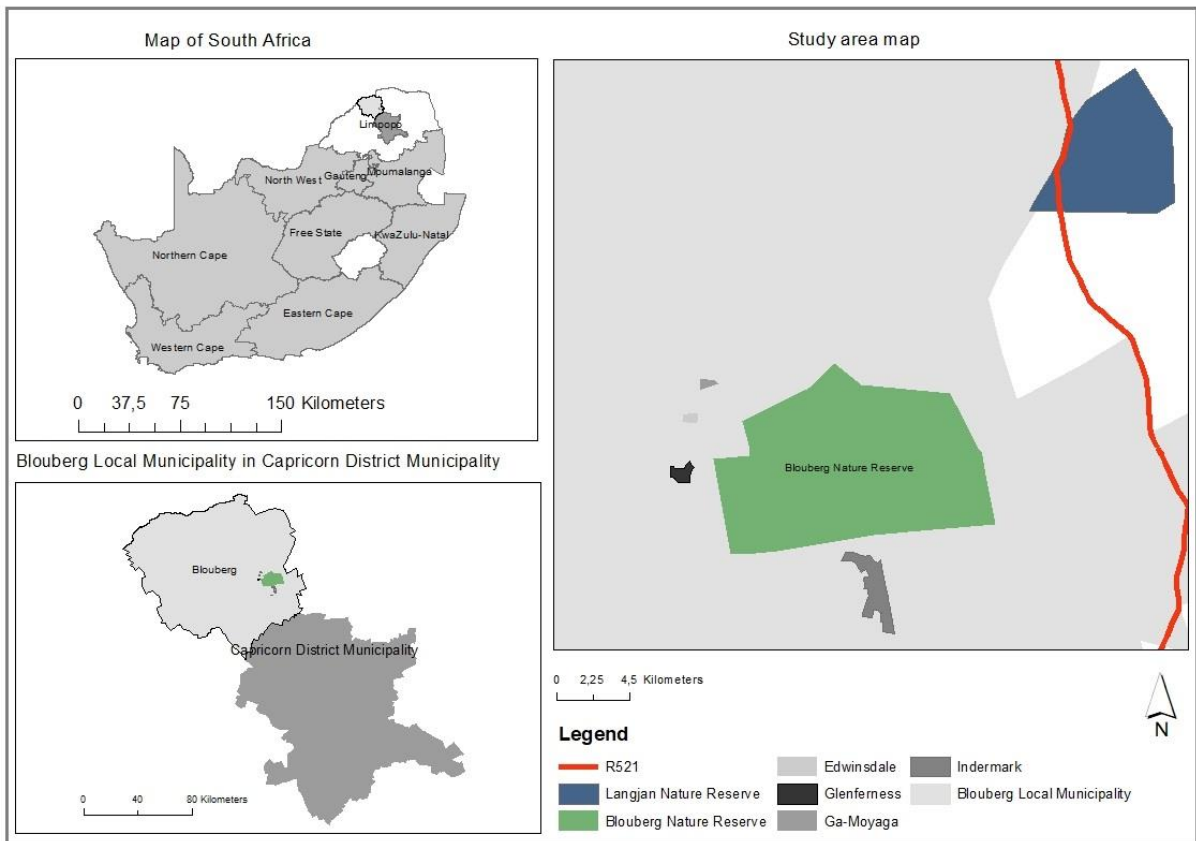 Map of South Africa
Limpopo
North West
Gauteng
Mpumalanga
Free State
KwaZulu-Natal
Northern Cape
Eastern Cape
Western Cape
0 37,5 75 150 Kilometers
Blouberg Local Municipality in Capricorn District Municipality
Blouberg
Capricorn District Municipality
0 40 80 Kilometers
Study area map
Blouberg Nature Reserve
0 2,25 4,5 Kilometers
N
Legend
R521
Langjan Nature Reserve
Blouberg Nature Reserve
Edwinsdale
Glenferness
Ga-Moyaga
Indermark
Blouberg Local Municipality